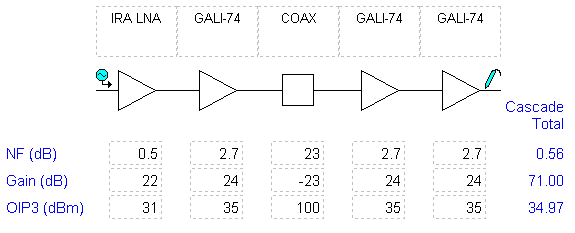 IRA LNA GALI-74 COAX GALI-74 GALI-74
Cascade
Total
NF (dB) 0.5 2.7 23 2.7 2.7 0.56
Gain (dB) 22 24 -23 24 24 71.00
OIP3 (dBm) 31 35 100 35 35 34.97